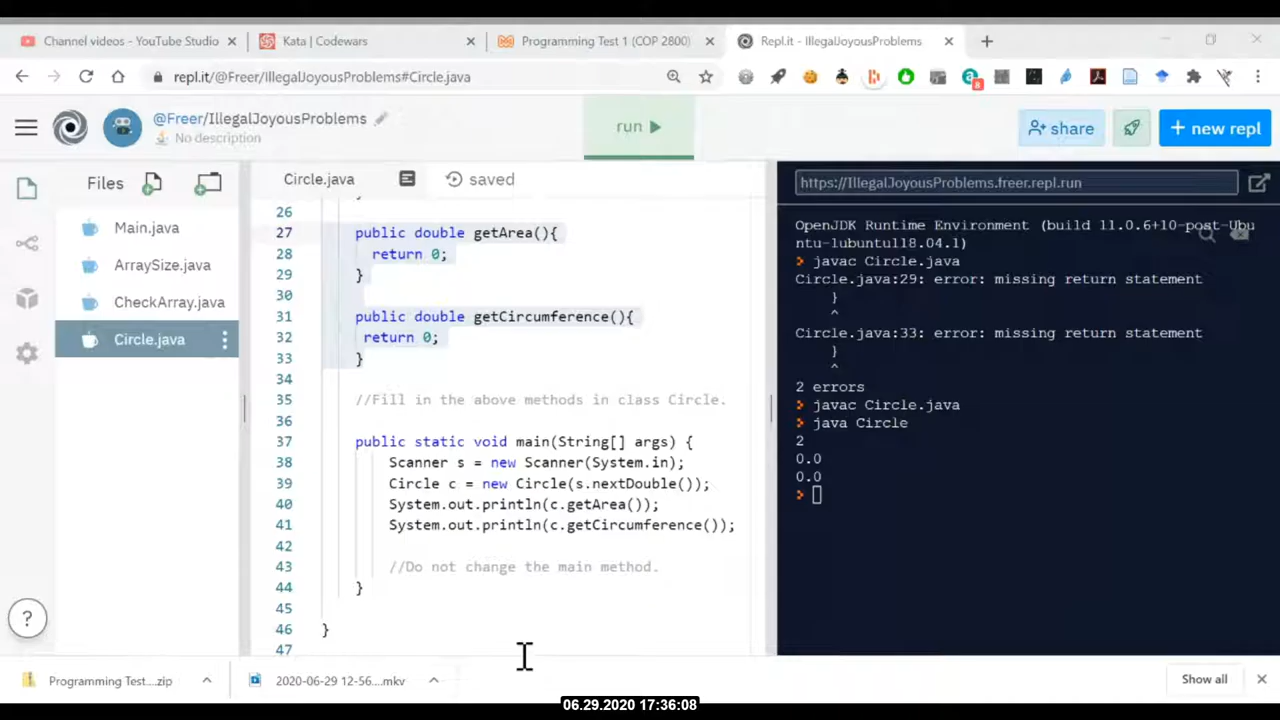 Channel videos - YouTube Studio
Kata | Codewars
Programming Test 1 (COP 2800)
Repl.it - IllegalJoyousProblems
repl.it/@Freer/IllegalJoyousProblems#Circle.java
8
@Freer/IllegalJoyousProblems
No description
run
share
+ new repl
Files
Main.java
ArraySize.java
CheckArray.java
Circle.java
?
Circle.java
saved
26
27 public double getArea(){
28 return 0;
29 }
30
31 public double getCircumference(){
32 return 0;
33 }
34
35 //Fill in the above methods in class Circle.
36
37 public static void main(String[] args) {
38 Scanner s = new Scanner(System.in);
39 Circle c = new Circle(s.nextDouble());
40 System.out.println(c.getArea());
41 System.out.println(c.getCircumference());
42
43 //Do not change the main method.
44 }
45
46 }
47
https://IllegalJoyousProblems.freer.repl.run
OpenJDK Runtime Environment (build 11.0.6+10-post-Ubu
ntu-1ubuntu118.04.1)
javac Circle.java
Circle.java:29: error: missing return statement
}
^
Circle.java:33: error: missing return statement
}
^
2 errors
javac Circle.java
java Circle
2
0.0
0.0
Programming Test....zip
2020-06-29 12-56....mkv
Show all
06.29.2020 17:36:08